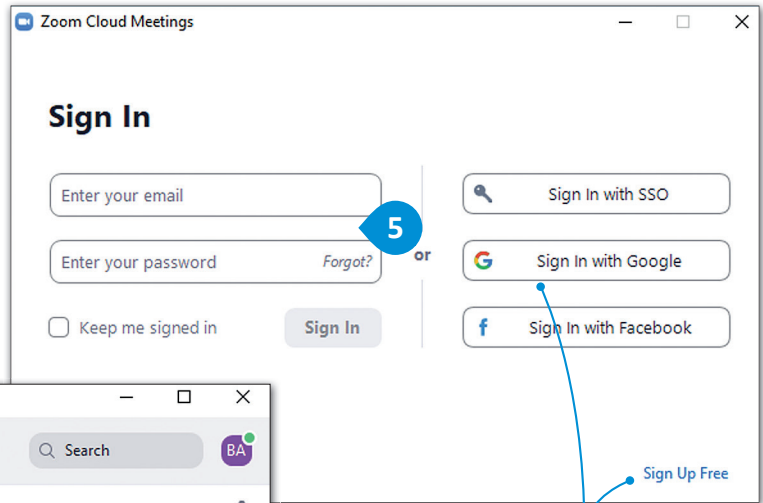 Zoom Cloud Meetings
Sign In
Enter your email
Enter your password Forgot?
Keep me signed in Sign In
5
or
Sign In with SSO
Sign In with Google
Sign In with Facebook
Sign Up Free
Search BA